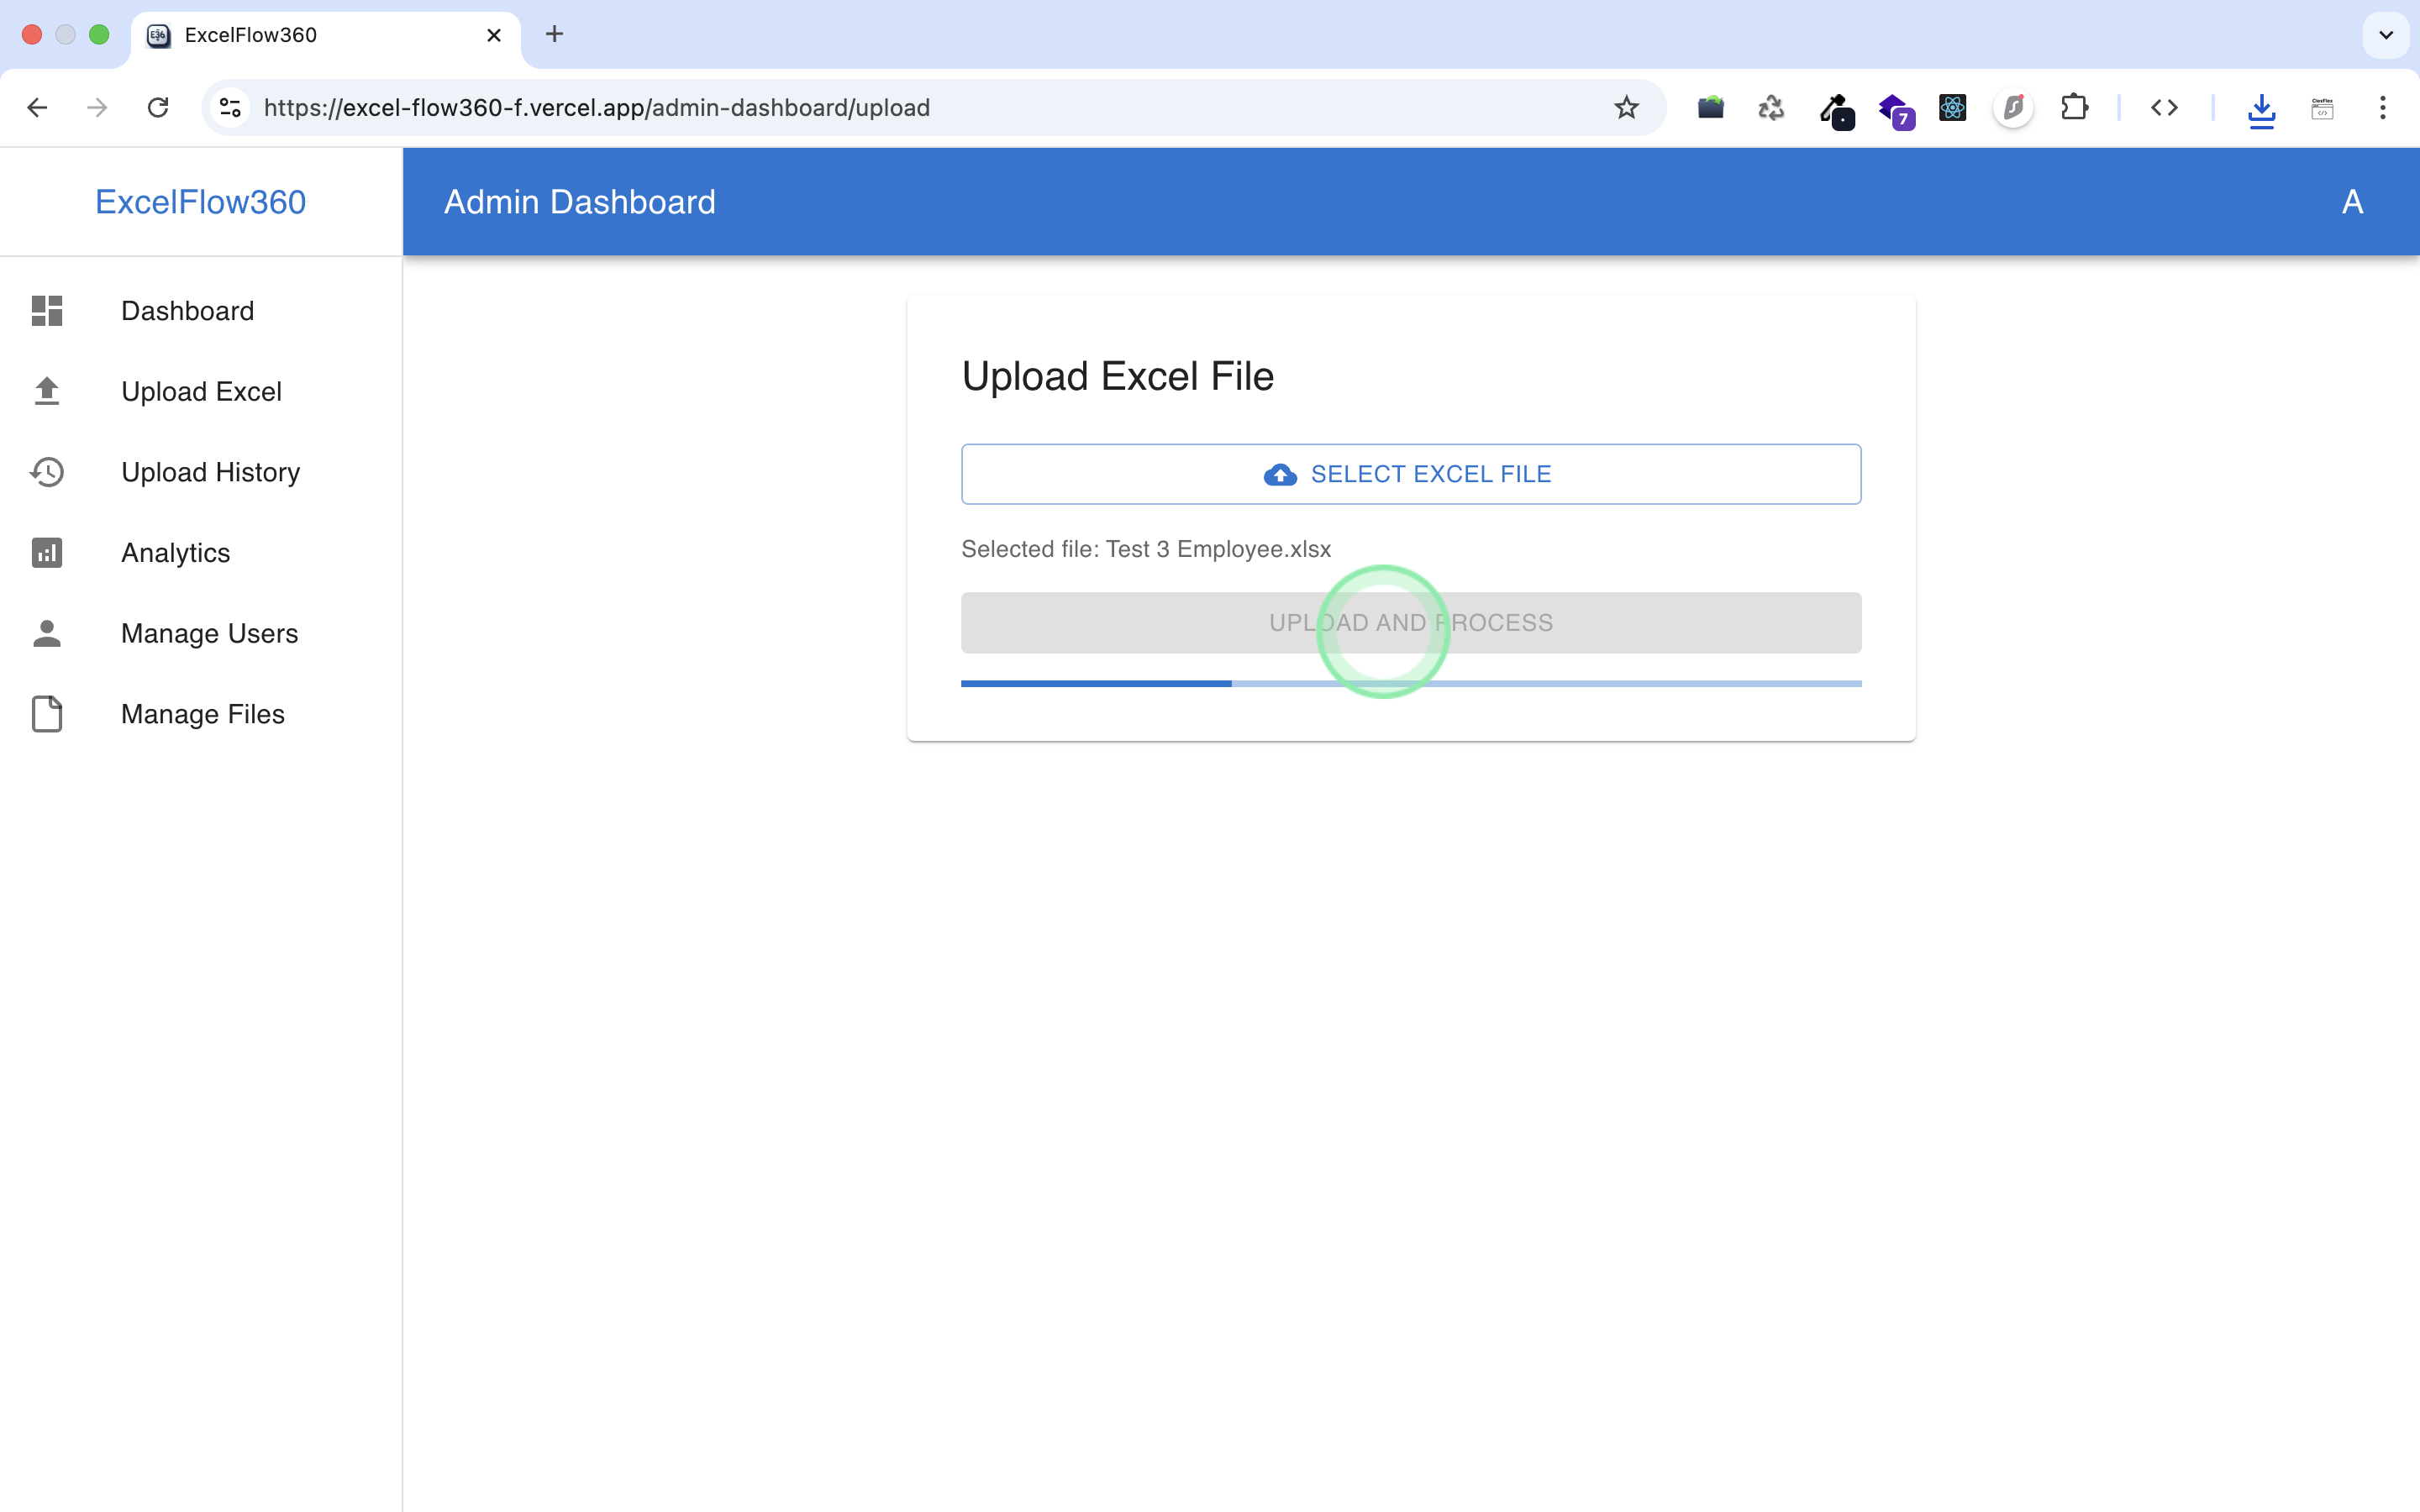 ExcelFlow360
https://excel-flow360-f.vercel.app/admin-dashboard/upload
7
ExcelFlow360
Admin Dashboard
A
Dashboard
Upload Excel
Upload History
Analytics
Manage Users
Manage Files
Upload Excel File
SELECT EXCEL FILE
Selected file: Test 3 Employee.xlsx
UPLOAD AND PROCESS